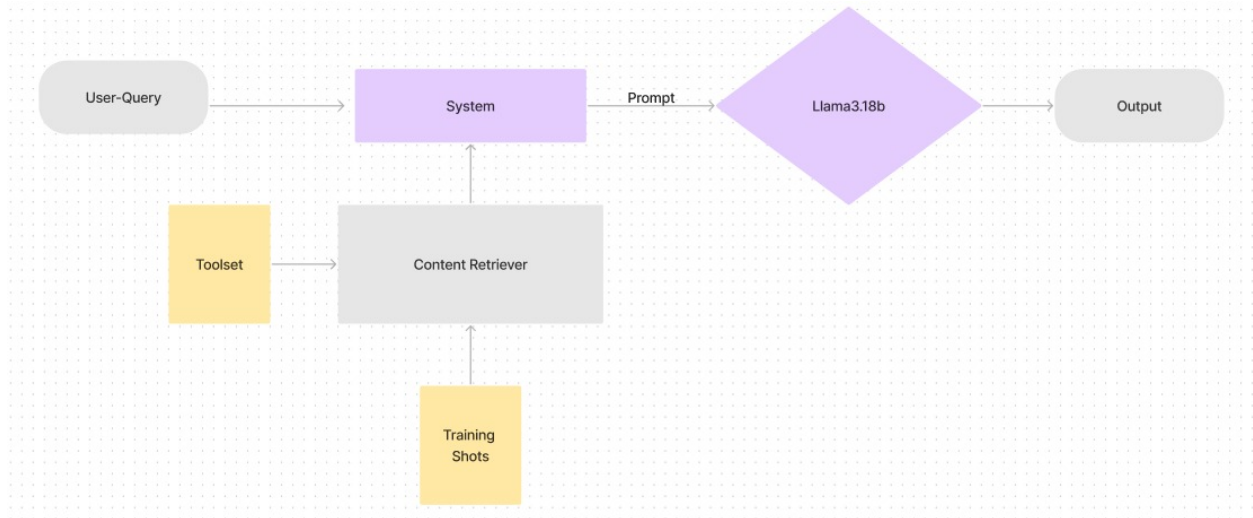 User-Query
System
Prompt
Llama3.18b
Output
Toolset
Content Retriever
Training
Shots